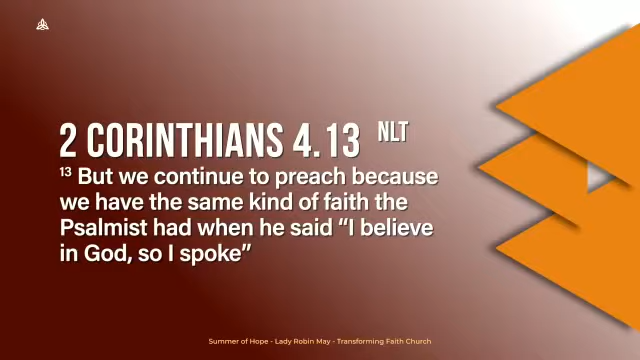 2 CORINTHIANS 4.13 NLT
13 But we continue to preach because
we have the same kind of faith the
Psalmist had when he said “I believe
in God, so I spoke”
Summer of Hope - Lady Robin May - Transforming Faith Church